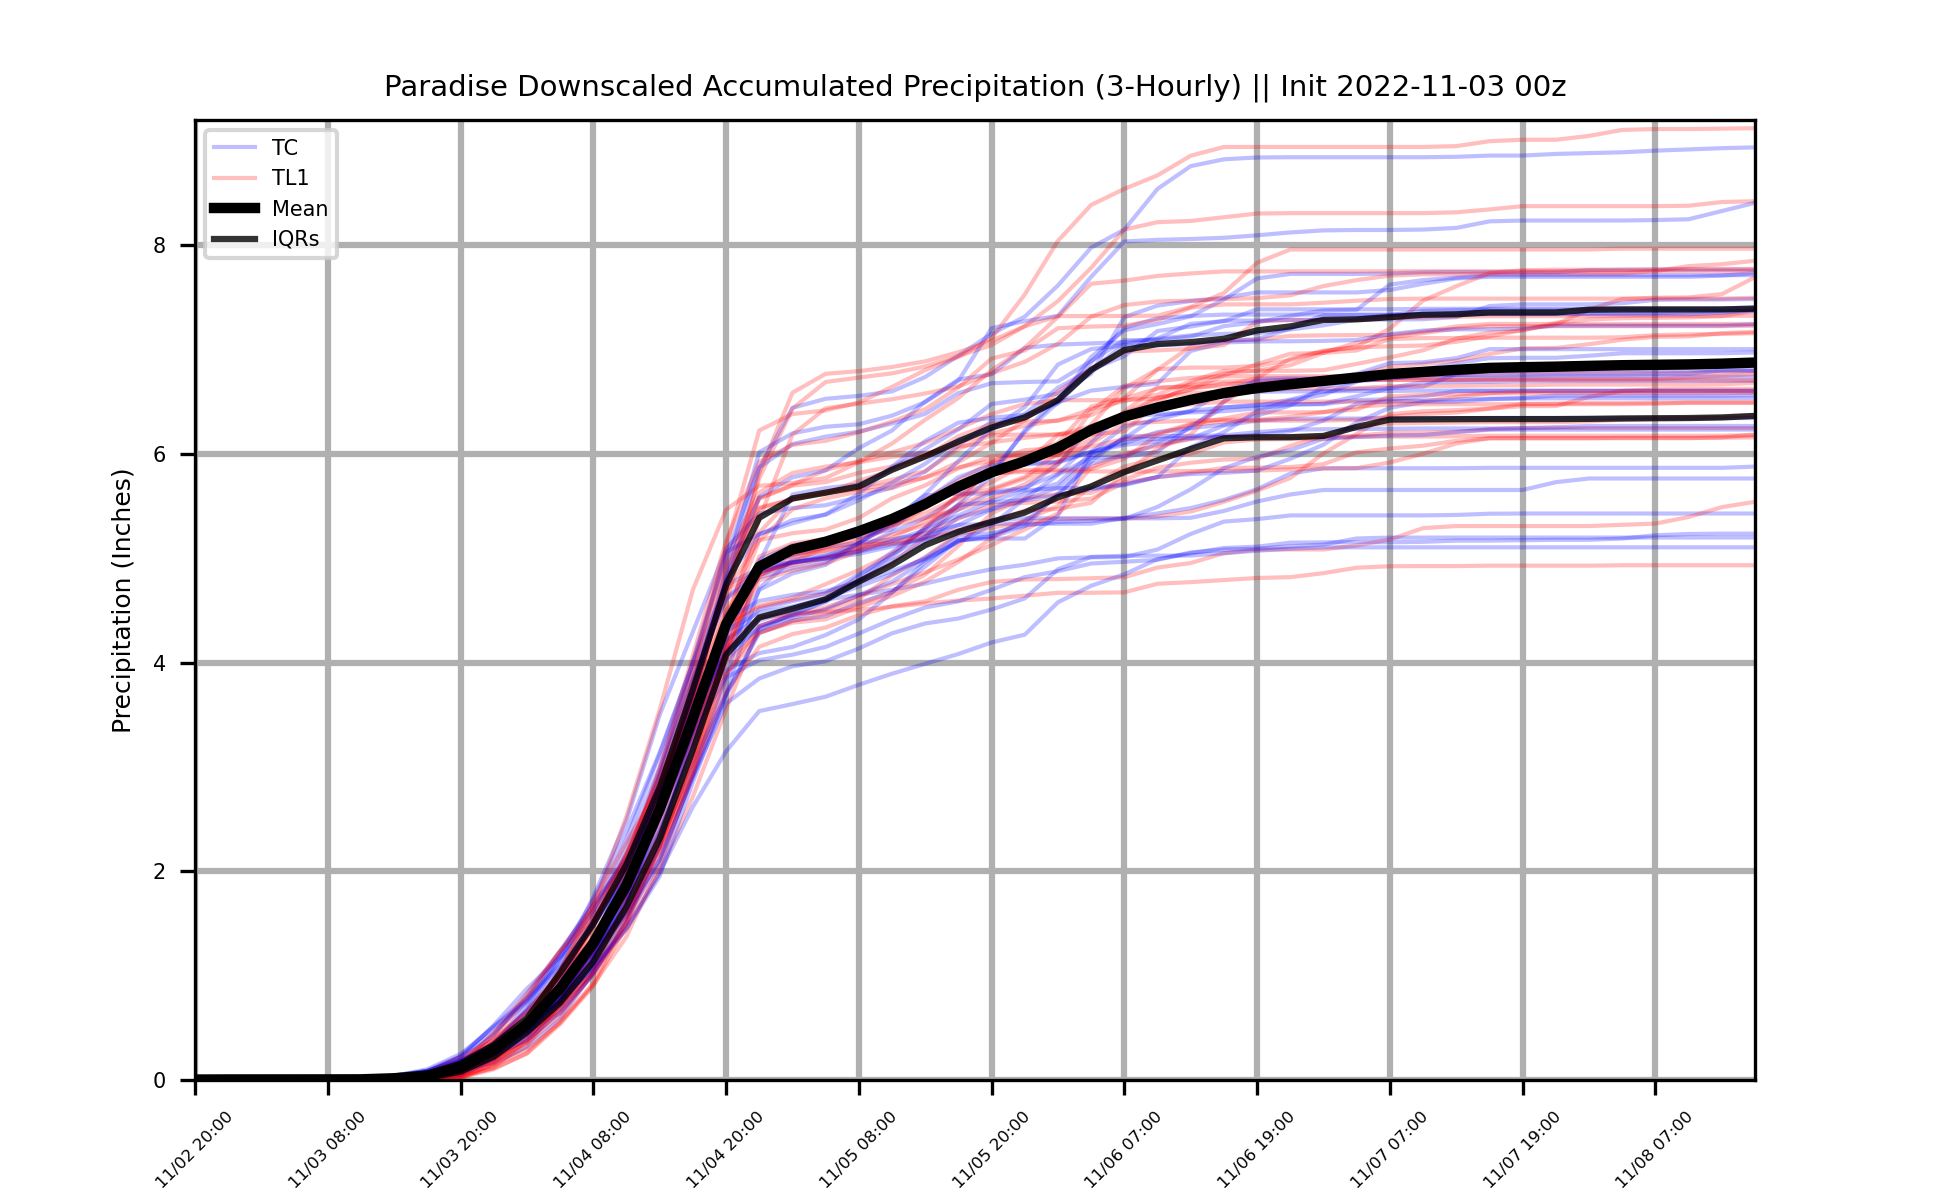 Paradise Downscaled Accumulated Precipitation (3-Hourly) || Init 2022-11-03 00z
TC
TL1
Mean
IQRs
8
6
4
2
0
Precipitation (Inches)
11/02 20:00
11/03 08:00
11/03 20:00
11/04 08:00
11/04 20:00
11/05 08:00
11/05 20:00
11/06 07:00
11/06 19:00
11/07 07:00
11/07 19:00
11/08 07:00